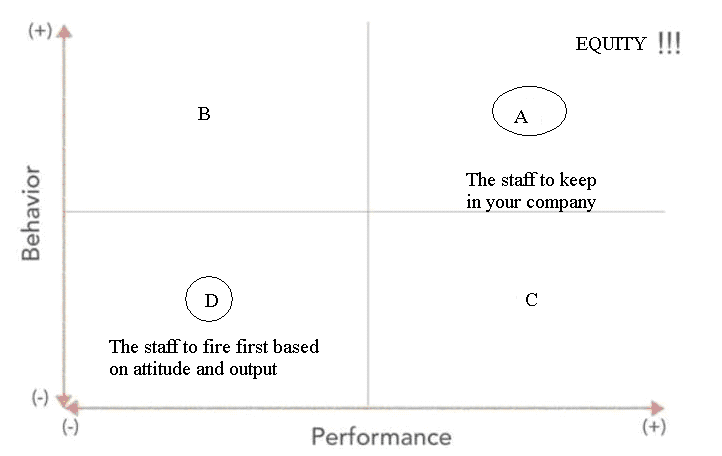 (+)
EQUITY !!!
B
A
The staff to keep
in your company
Behavior
D
C
The staff to fire first based
on attitude and output
(-)
(-)
(+)
Performance